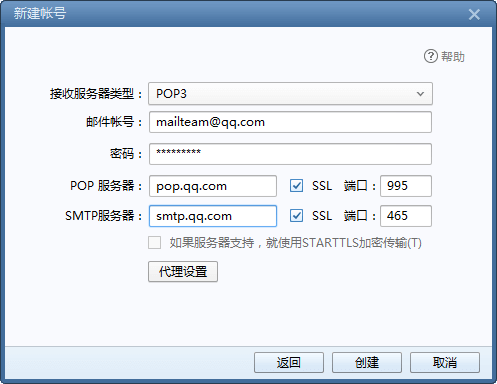 新建帐号
? 帮助
接收服务器类型： POP3
邮件帐号： mailteam@qq.com
密码： *********
POP 服务器： pop.qq.com SSL 端口： 995
SMTP服务器： smtp.qq.com SSL 端口： 465
如果服务器支持，就使用STARTTLS加密传输(T)
代理设置
返回 创建 取消